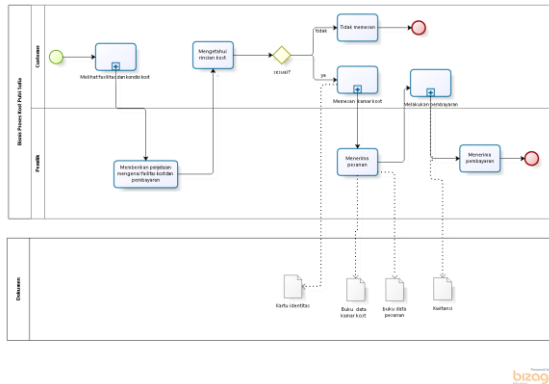 Bisnis Proses Kost Putri Salia
Customer
Pemilik
Melihat fasilitas dan kondisi kost
Mengetahui
rincian kost
sesuai?
tidak
Tidak memesan
ya
Memesan kamar kost
Melakukan pembayaran
Memberikan penjelasan
mengenai fasilitas kost dan
pembayaran
Menerima
pesanan
Menerima
pembayaran
Dokumen
Kartu identitas
Buku data
kamar kost
buku data
pesanan
Kwitansi
Powered by
bizagi